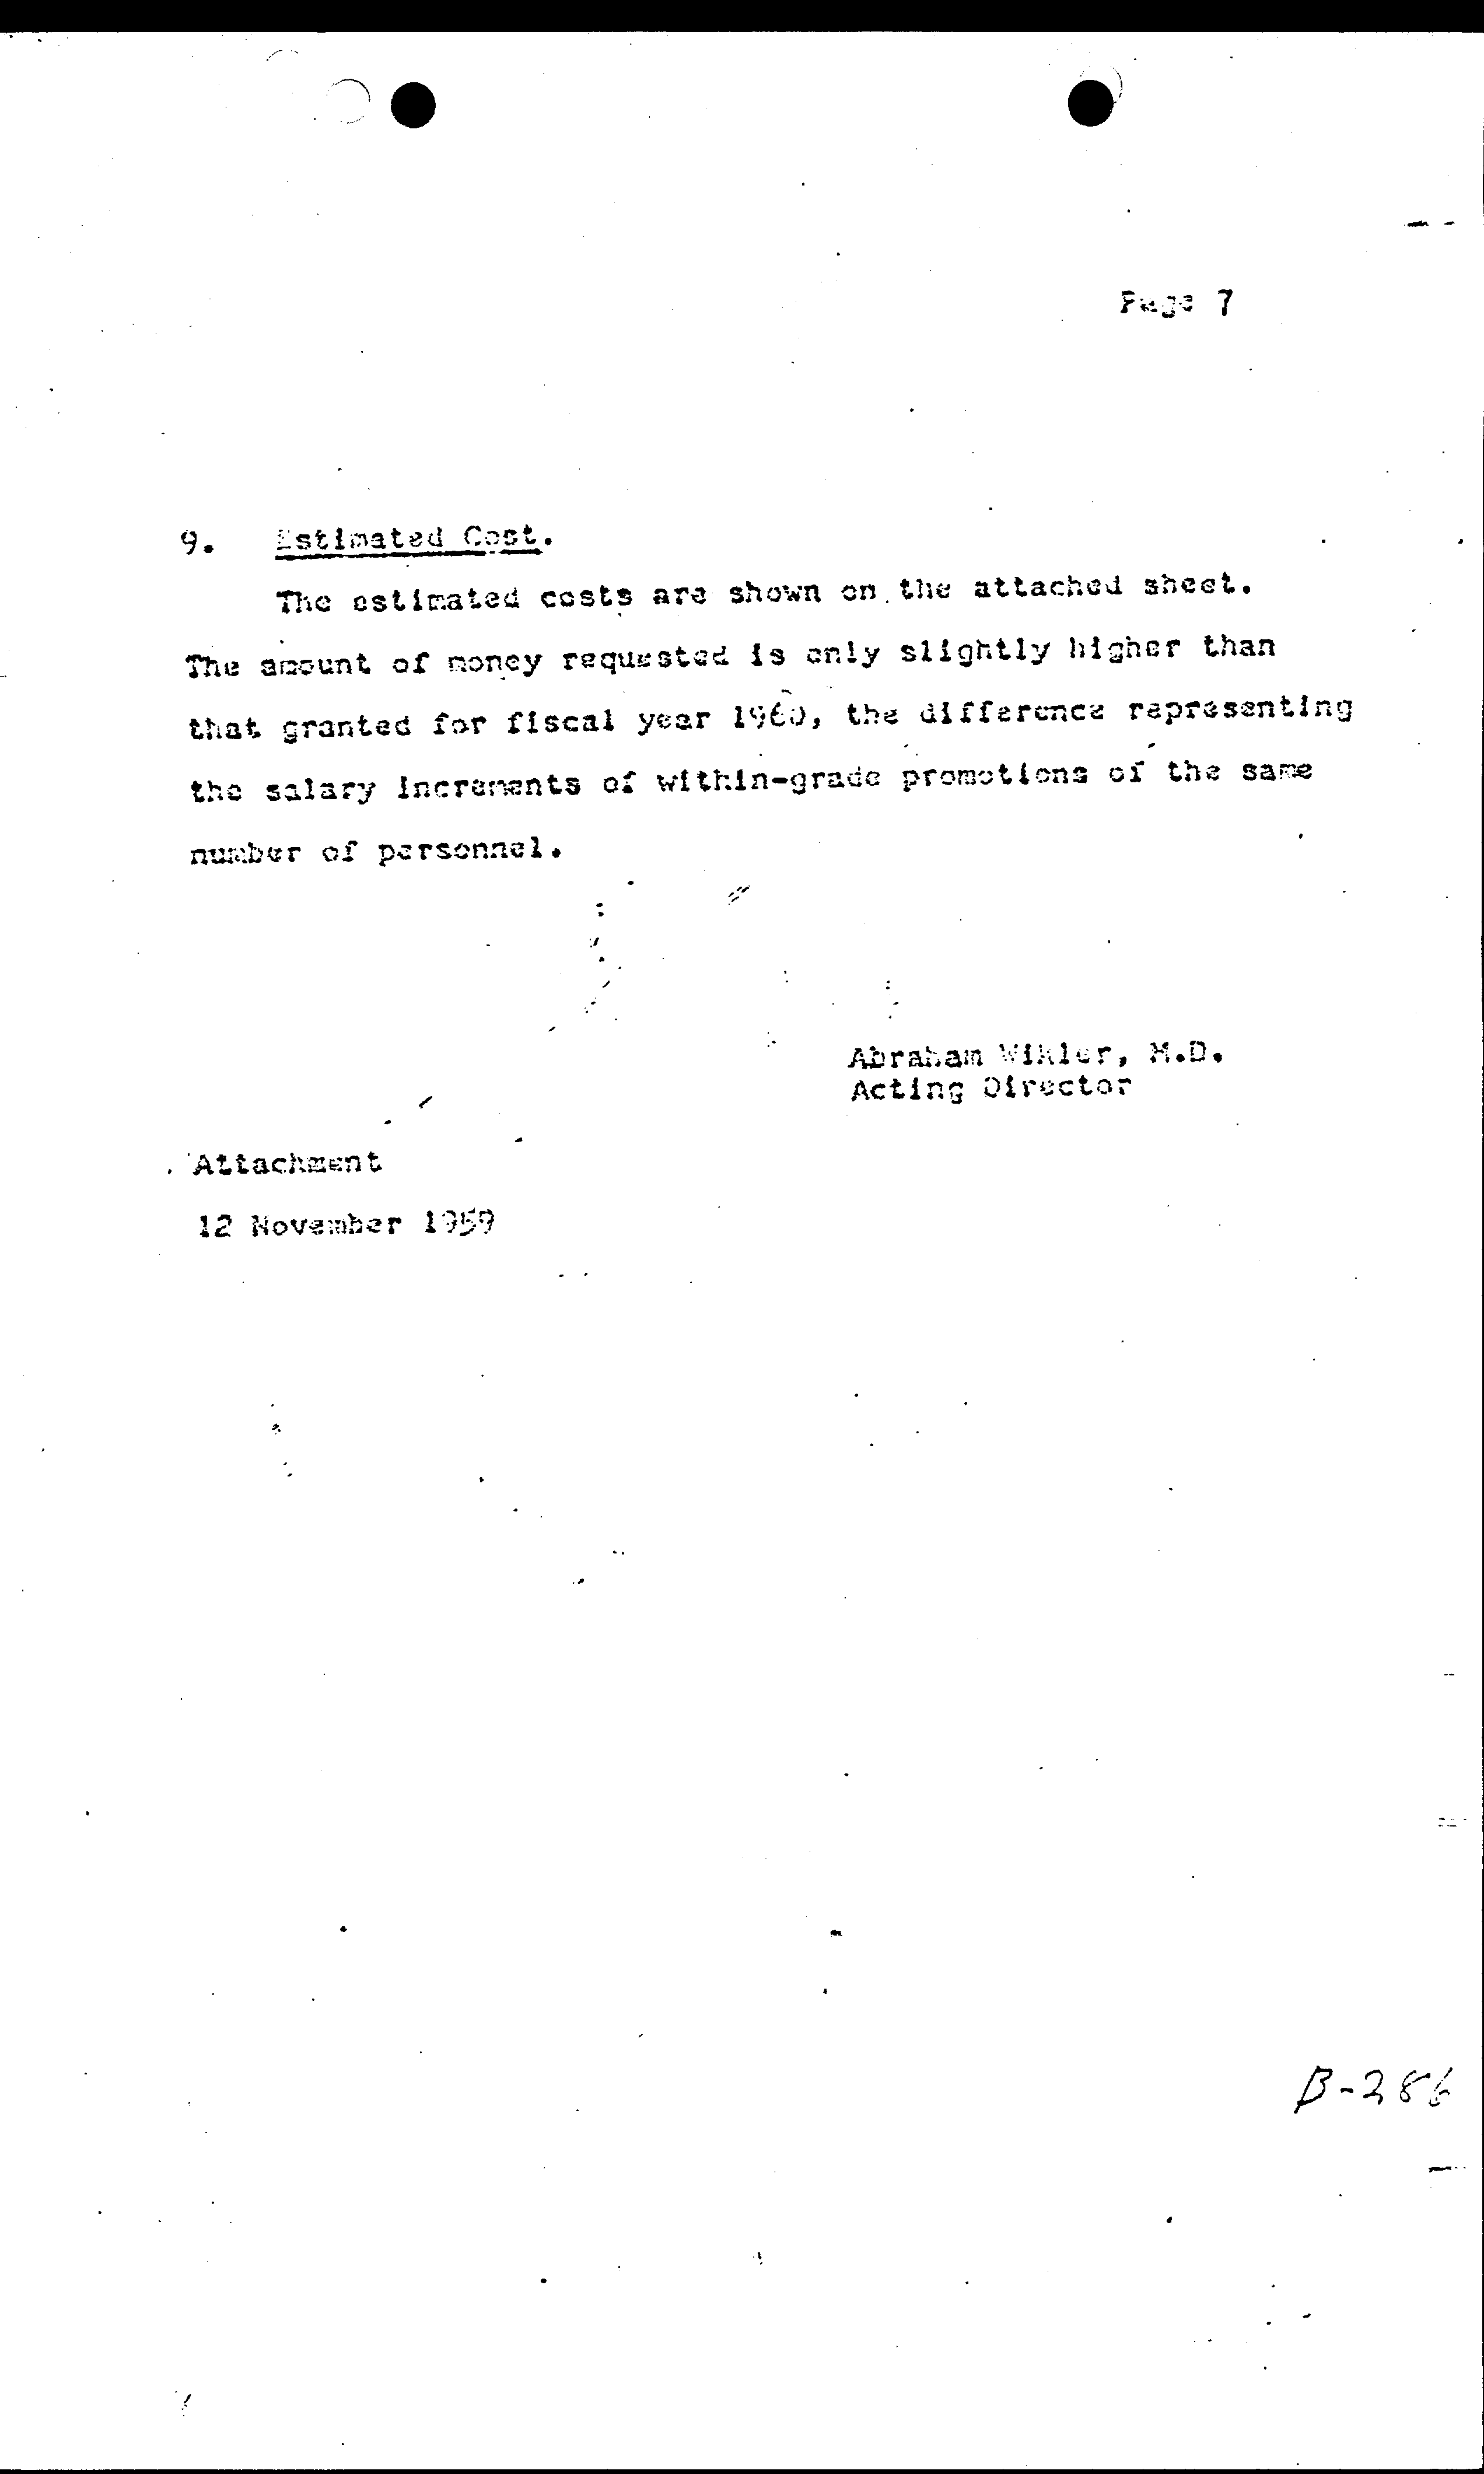 Page 7
9. Estimated Cost.
The estimated costs are shown on the attached sheet.
The amount of money requested is only slightly higher than
that granted for fiscal year 1960, the difference representing
the salary increments of within-grade promotions of the same
number of personnel.
Abraham Wikler, M.D.
Acting Director
Attachment
12 November 1959
B-286